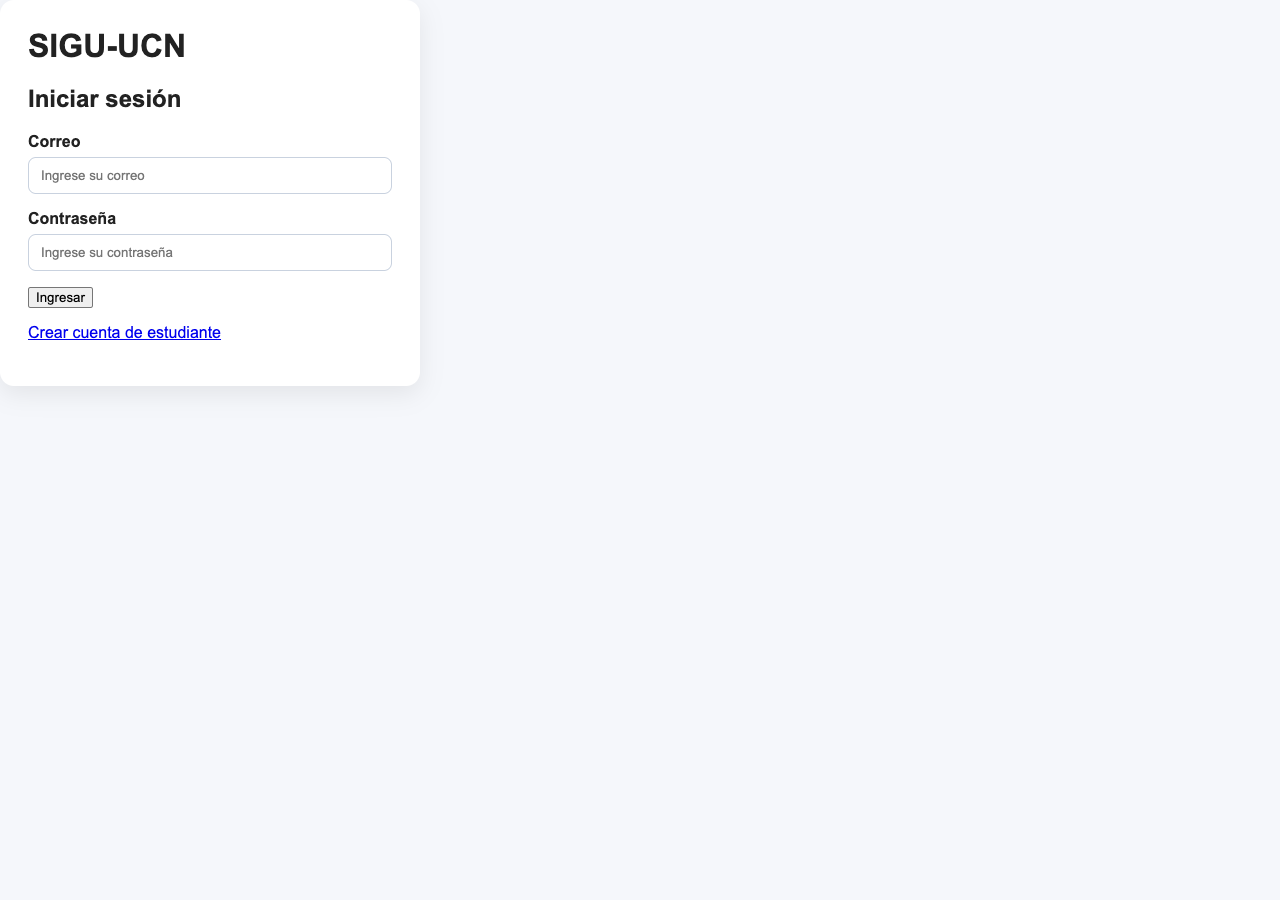 SIGU-UCN
Iniciar sesión
Correo
Ingrese su correo
Contraseña
Ingrese su contraseña
Ingresar
Crear cuenta de estudiante